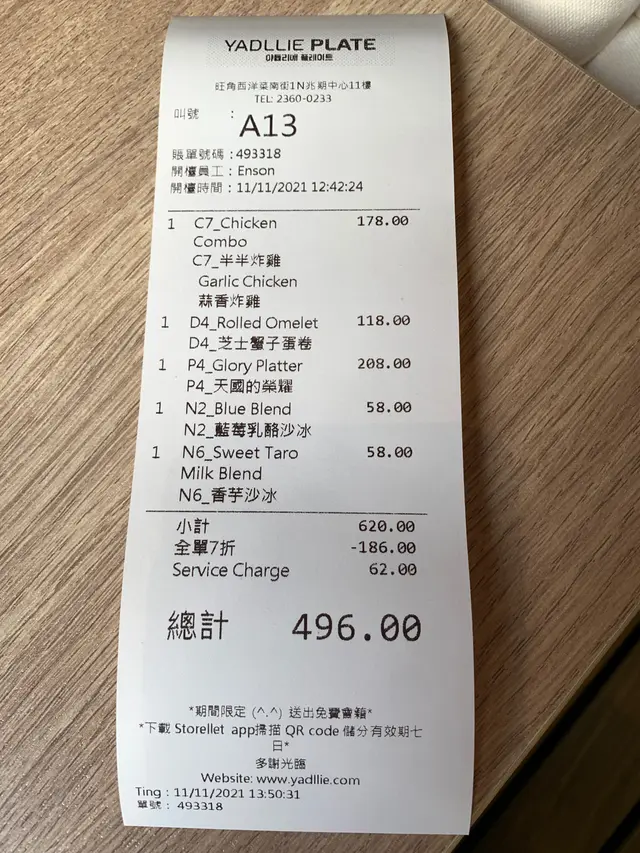 YADLLIE PLATE
야들리애 플레이트
旺角西洋菜南街1N兆期中心11樓
TEL: 2360-0233
叫號 :
A13
賬單號碼 : 493318
開檯員工 : Enson
開檯時間 : 11/11/2021 12:42:24
1 C7_Chicken 178.00
Combo
C7_半半炸雞
Garlic Chicken
蒜香炸雞
1 D4_Rolled Omelet 118.00
D4_芝士蟹子蛋卷
1 P4_Glory Platter 208.00
P4_天國的榮耀
1 N2_Blue Blend 58.00
N2_藍莓乳酪沙冰
1 N6_Sweet Taro 58.00
Milk Blend
N6_香芋沙冰
小計 620.00
全單7折 -186.00
Service Charge 62.00
總計 496.00
*期間限定 (^.^) 送出免費會籍*
*下載 Storellet app掃描 QR code 儲分有效期七
日*
多謝光臨
Website: www.yadllie.com
Ting : 11/11/2021 13:50:31
單號 : 493318